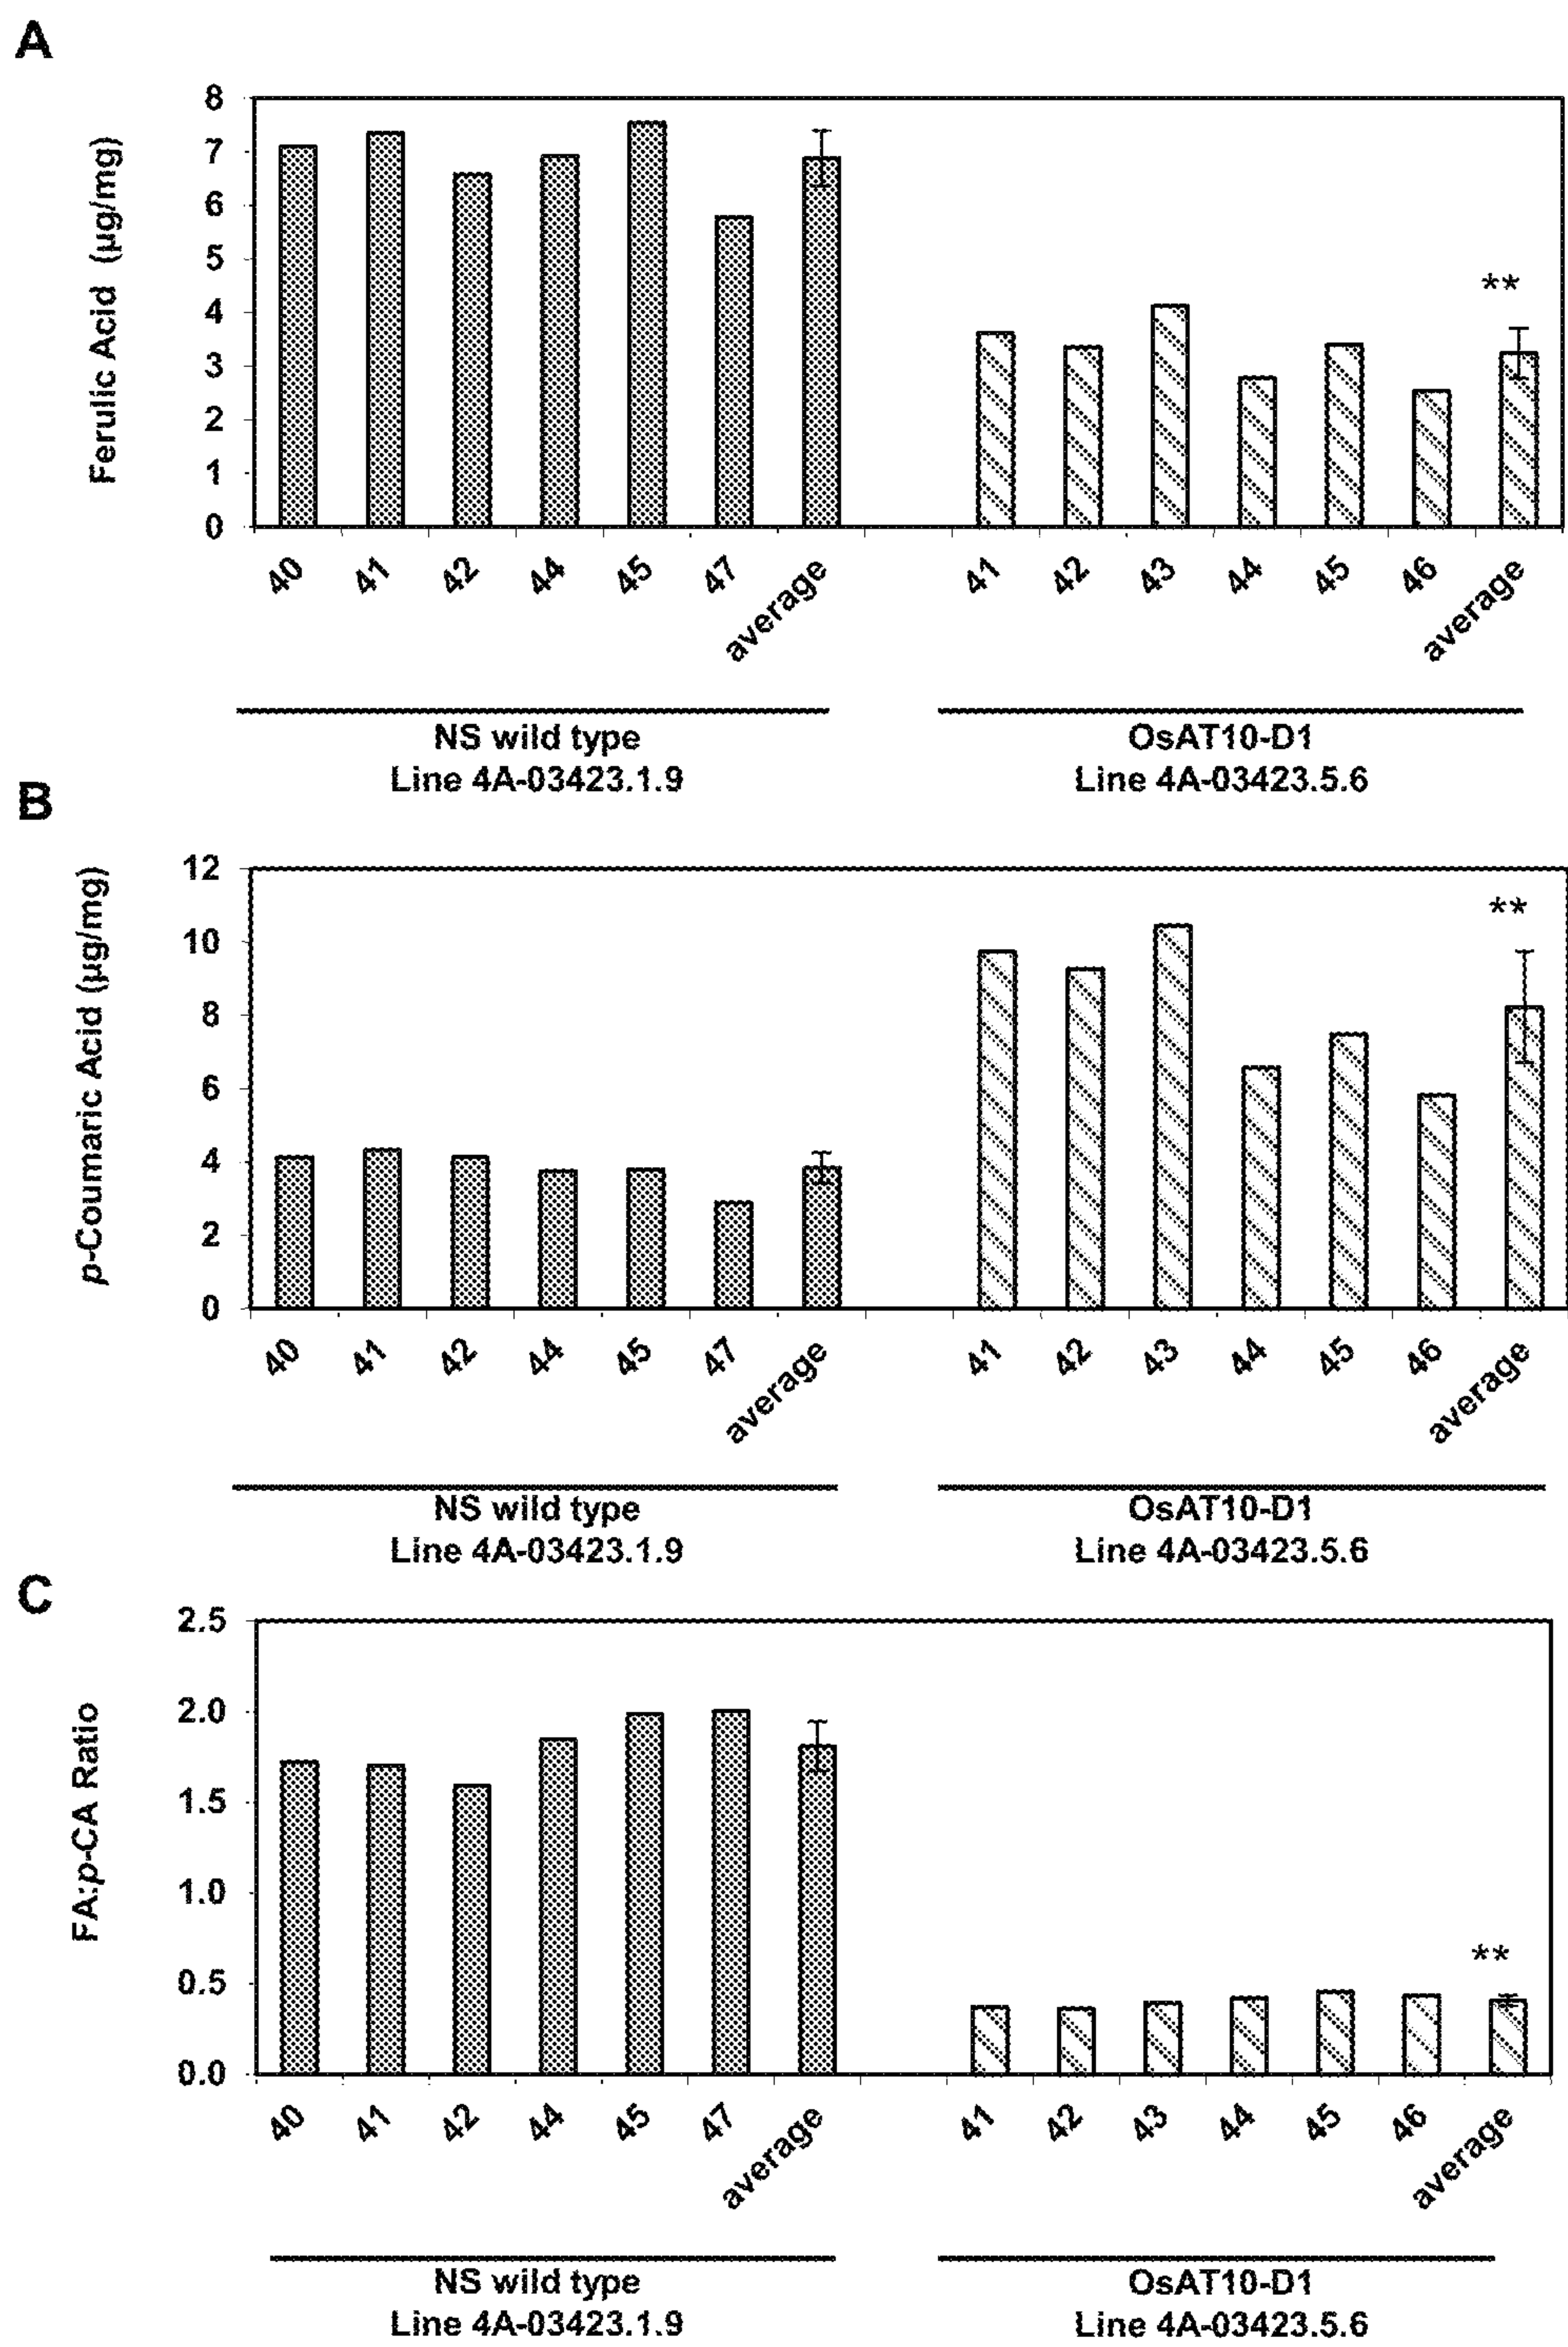 A
Ferulic Acid (µg/mg)
8
7
6
5
4
3
2
1
0
**
40 41 42 44 45 47 average 41 42 43 44 45 46 average
NS wild type OsAT10-D1
Line 4A-03423.1.9 Line 4A-03423.5.6
B
p-Coumaric Acid (µg/mg)
12
10
8
6
4
2
0
**
40 41 42 44 45 47 average 41 42 43 44 45 46 average
NS wild type OsAT10-D1
Line 4A-03423.1.9 Line 4A-03423.5.6
C
FA:p-CA Ratio
2.5
2.0
1.5
1.0
0.5
0.0
**
40 41 42 44 45 47 average 41 42 43 44 45 46 average
NS wild type OsAT10-D1
Line 4A-03423.1.9 Line 4A-03423.5.6